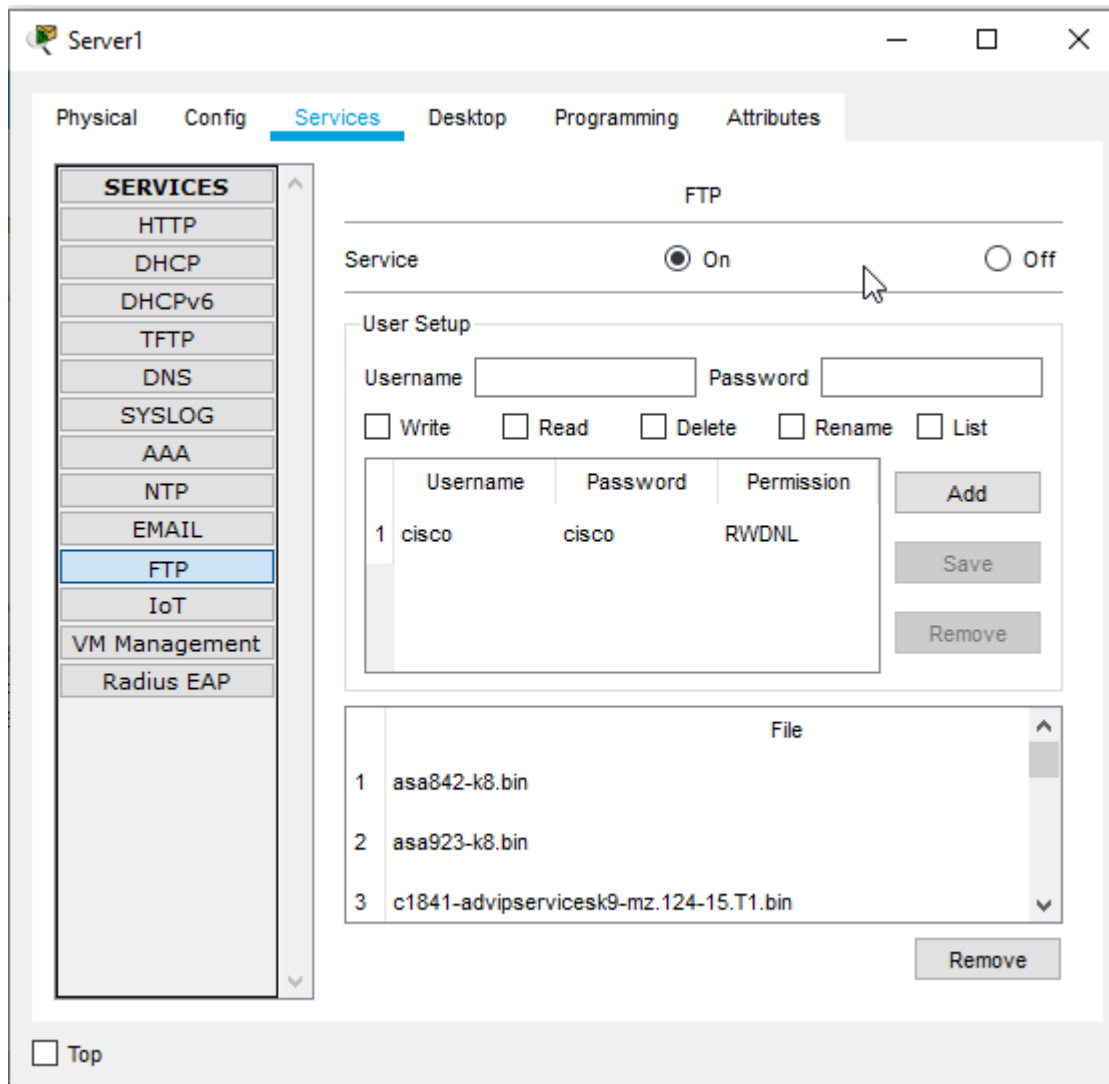 Server1
Physical Config Services Desktop Programming Attributes
SERVICES
HTTP
DHCP
DHCPv6
TFTP
DNS
SYSLOG
AAA
NTP
EMAIL
FTP
IoT
VM Management
Radius EAP
FTP
Service On Off
User Setup
Username Password
Write Read Delete Rename List
Username Password Permission
1 cisco cisco RWDNL
Add
Save
Remove
File
1 asa842-k8.bin
2 asa923-k8.bin
3 c1841-advipservicesk9-mz.124-15.T1.bin
Remove
Top